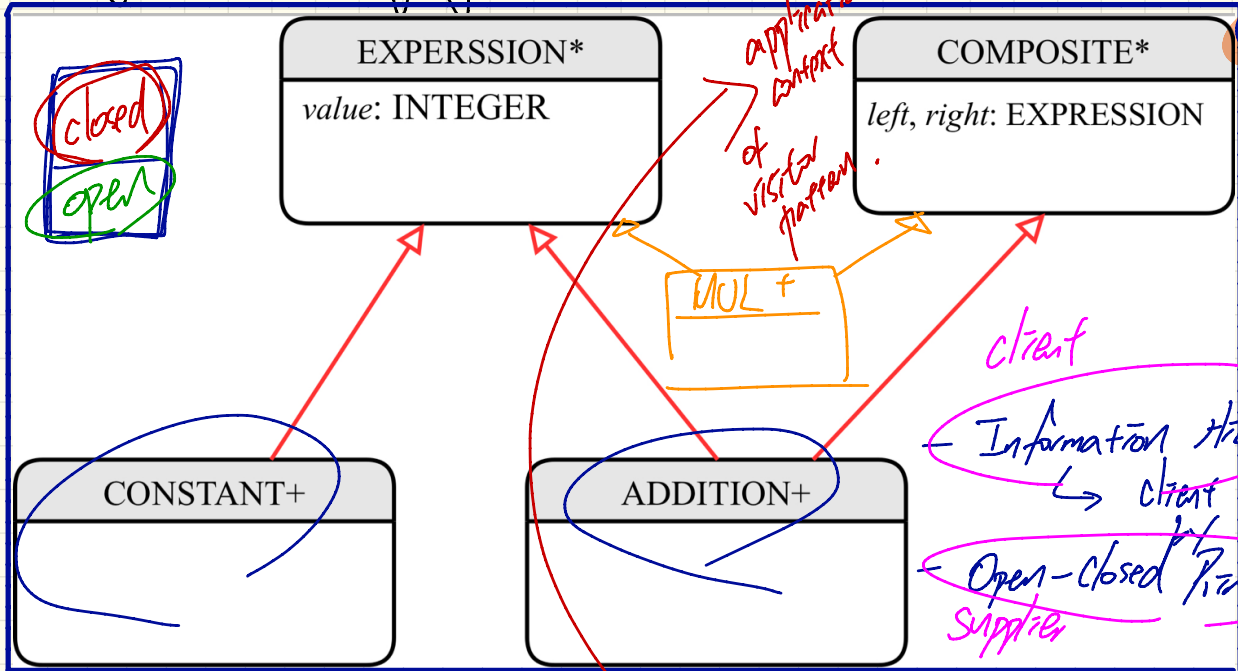 EXPERSSION*
value: INTEGER
COMPOSITE*
left, right: EXPRESSION
closed
open
context
of
visitor
pattern
MUL +
CONSTANT+
ADDITION+
client
- Information
↳ client
by
- Open-Closed
Supplier